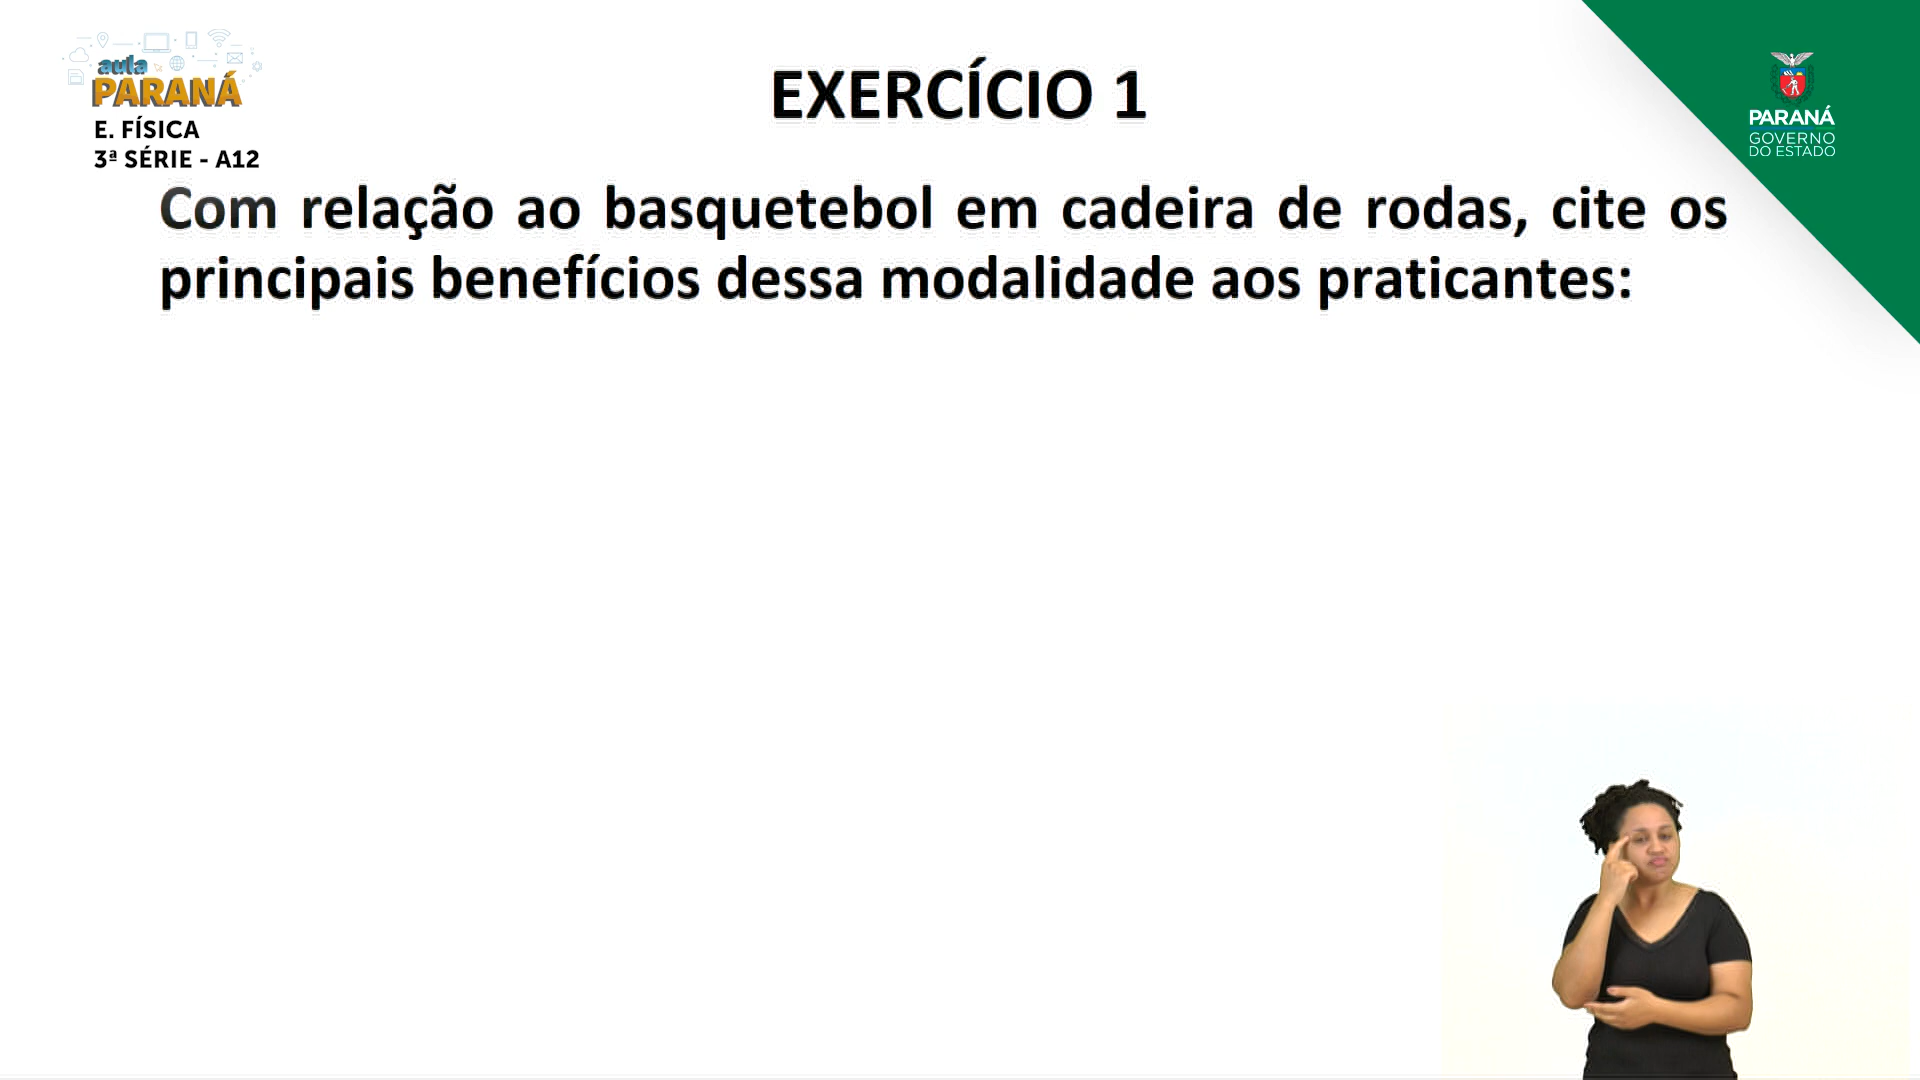 aula
PARANÁ
E. FÍSICA
3ª SÉRIE - A12
EXERCÍCIO 1
PARANÁ
GOVERNO
DO ESTADO
Com relação ao basquetebol em cadeira de rodas, cite os
principais benefícios dessa modalidade aos praticantes: